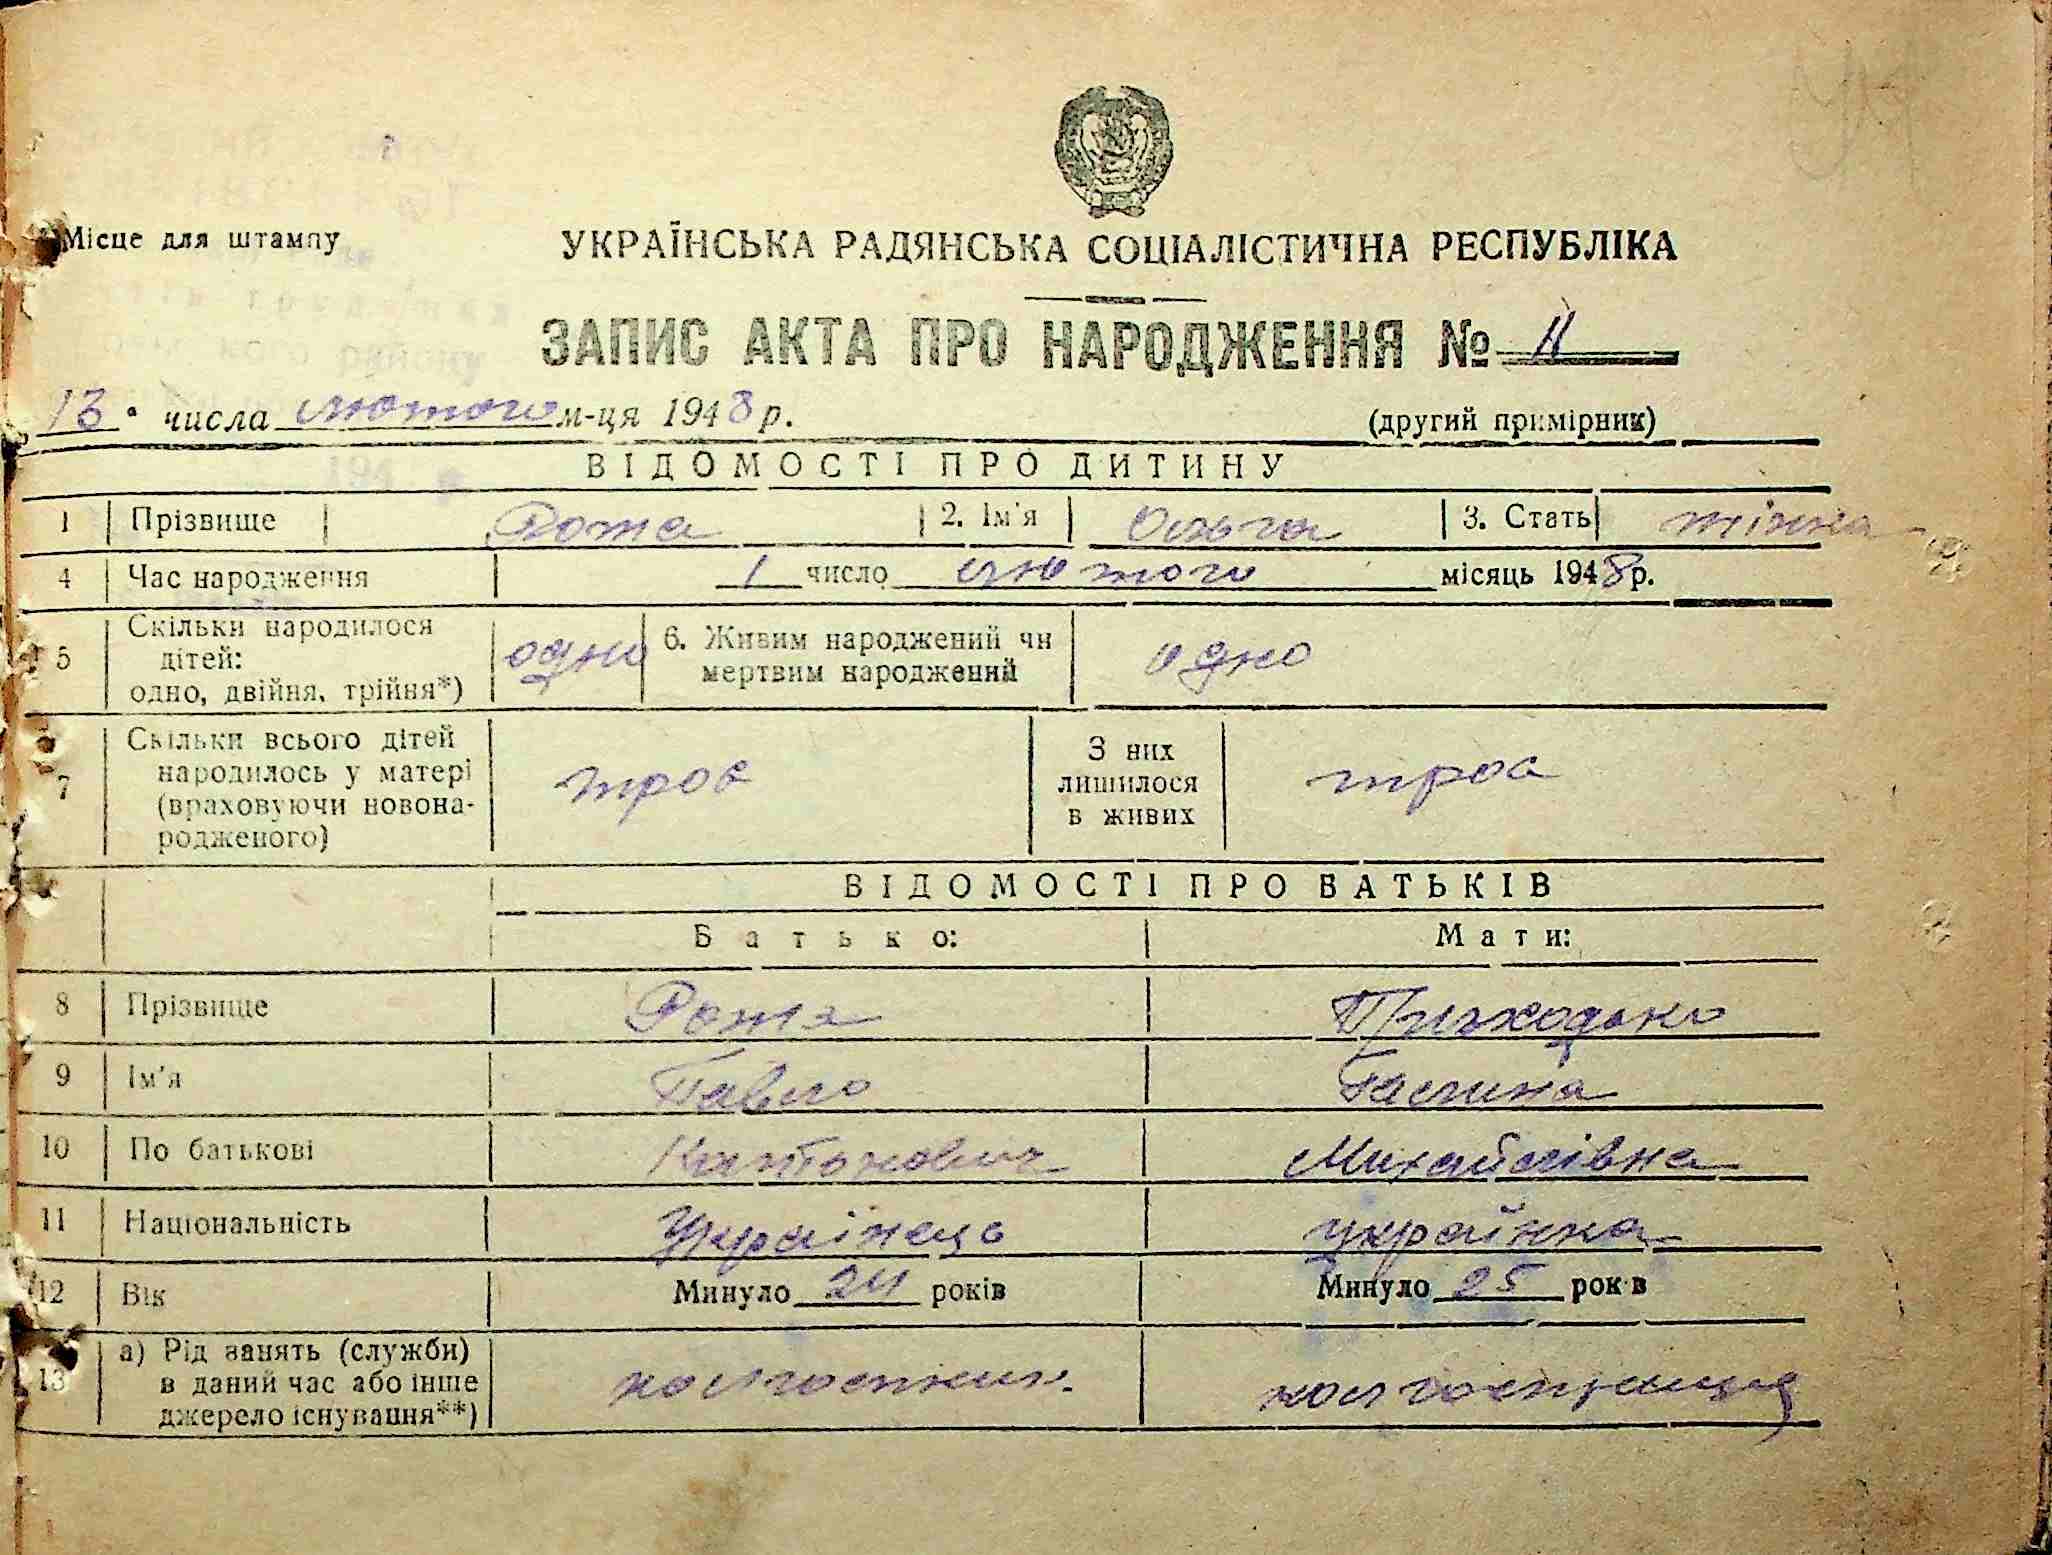 Місце для штампу
УКРАЇНСЬКА РАДЯНСЬКА СОЦІАЛІСТИЧНА РЕСПУБЛІКА
ЗАПИС АКТА ПРО НАРОДЖЕННЯ № 11
13 числа лютого м-ця 1948 р.
(другий примірник)
ВІДОМОСТІ ПРО ДИТИНУ
1 Прізвище Рожа 2. Ім'я Ольга 3. Стать жінка
4 Час народження 1 число лютого місяць 1948 р.
5 Скільки народилося дітей: одно, двійня, трійня*) одно 6. Живим народжений чи мертвим народжений одно
7 Скільки всього дітей народилось у матері (враховуючи новонародженого) троє З них лишилося в живих троє
ВІДОМОСТІ ПРО БАТЬКІВ
Батько: Мати:
8 Прізвище Рожа Приходько
9 Ім'я Павло Галина
10 По батькові Михайлівна
11 Національність Українець українка
12 Вік Минуло 24 років Минуло 25 рок в
13 а) Рід занять (служби) в даний час або інше джерело існування**) колгоспник. колгоспниця